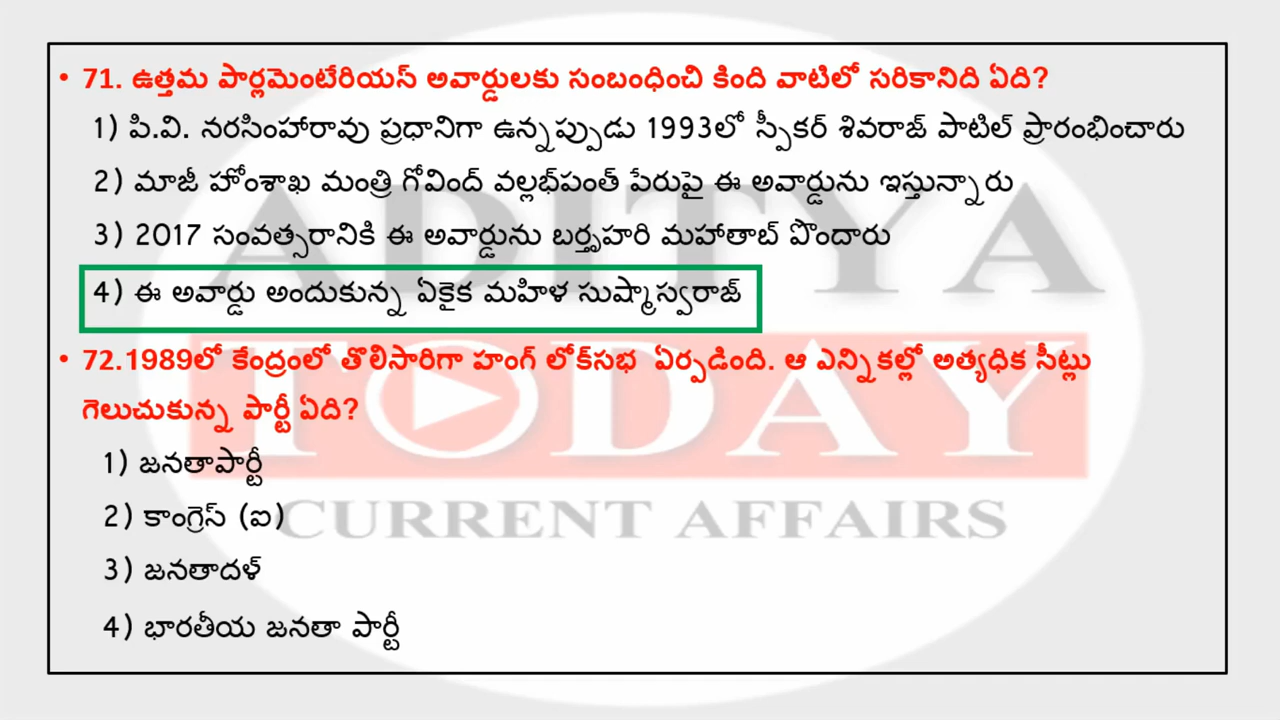 • 71. ఉత్తమ పార్లమెంటేరియస్ అవార్డులకు సంబంధించి కింది వాటిలో సరికానిది ఏది?
1) పి.వి. నరసింహారావు ప్రధానిగా ఉన్నప్పుడు 1993లో స్పీకర్ శివరాజ్ పాటిల్ ప్రారంభించారు
2) మాజీ హోంశాఖ మంత్రి గోవింద్ వల్లభ్‌పంత్ పేరుపై ఈ అవార్డును ఇస్తున్నారు
3) 2017 సంవత్సరానికి ఈ అవార్డును బర్తృహరి మహాతాబ్ పొందారు
4) ఈ అవార్డు అందుకున్న ఏకైక మహిళ సుష్మాస్వరాజ్
• 72.1989లో కేంద్రంలో తొలిసారిగా హంగ్ లోక్‌సభ ఏర్పడింది. ఆ ఎన్నికల్లో అత్యధిక సీట్లు
గెలుచుకున్న పార్టీ ఏది?
1) జనతాపార్టీ
2) కాంగ్రెస్ (ఐ)
3) జనతాదళ్
4) భారతీయ జనతా పార్టీ
ADITYA
TODAY
CURRENT AFFAIRS